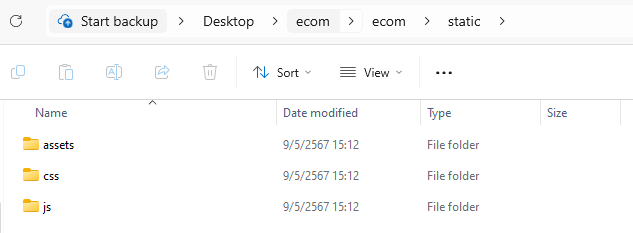 Start backup > Desktop > ecom > ecom > static >
Sort View ...
Name Date modified Type Size
assets 9/5/2567 15:12 File folder
css 9/5/2567 15:12 File folder
js 9/5/2567 15:12 File folder